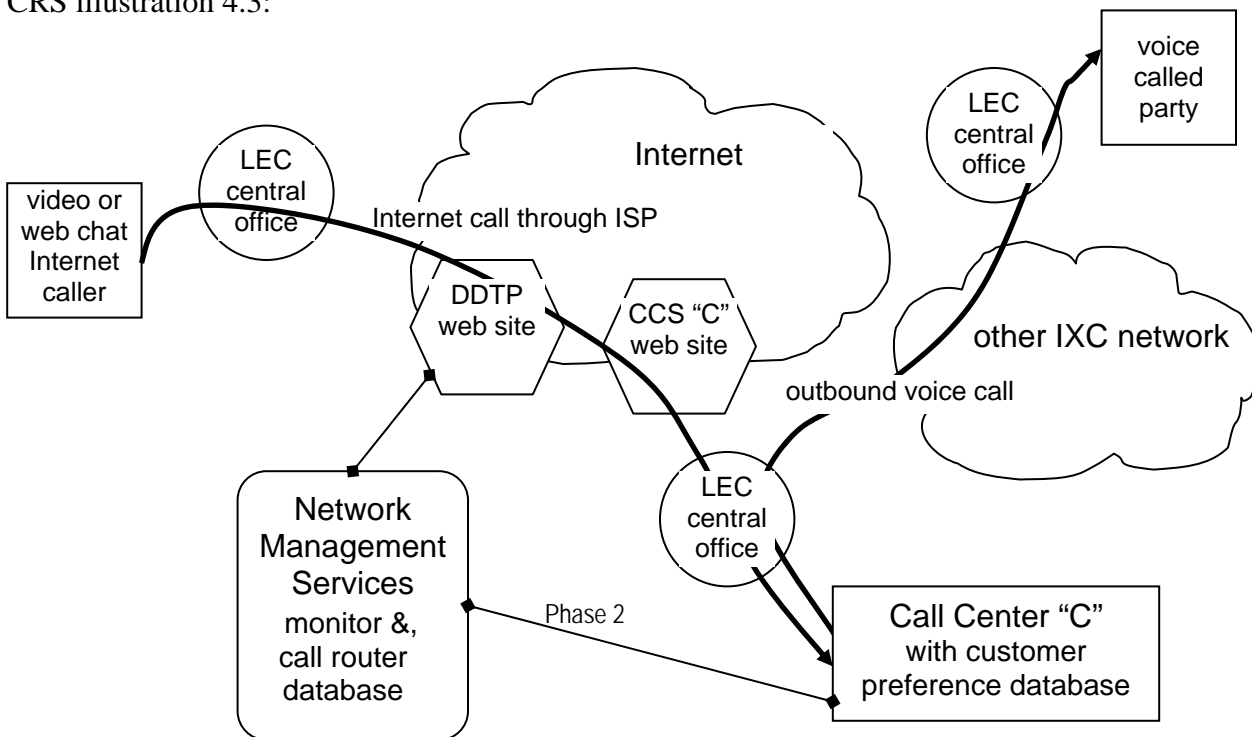 CRS illustration 4.3:
voice
called
party
LEC
central
office
Internet
LEC
central
office
video or
web chat
Internet
caller
Internet call through ISP
DDTP
web site
CCS “C”
web site
other IXC network
outbound voice call
LEC
central
office
Network
Management
Services
monitor &,
call router
database
Phase 2
Call Center “C”
with customer
preference database